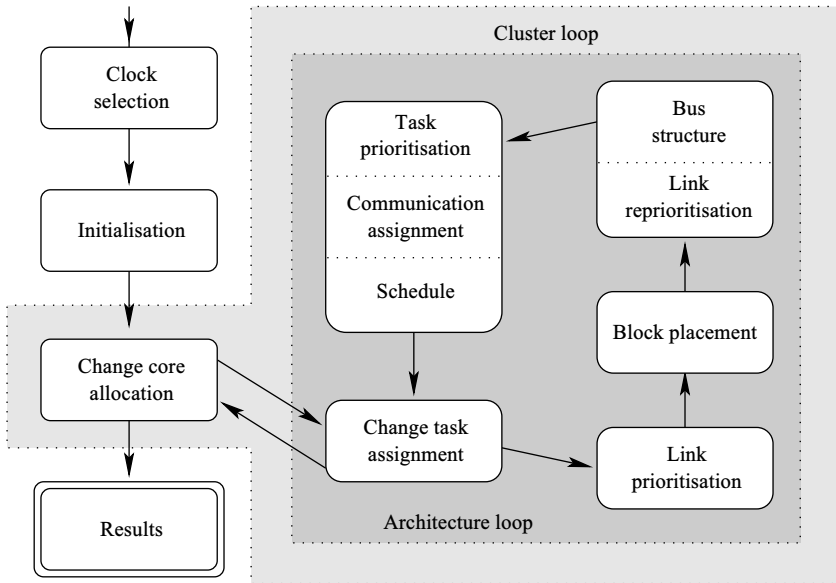 Cluster loop
Clock
selection
Initialisation
Change core
allocation
Results
Task
prioritisation
Communication
assignment
Schedule
Change task
assignment
Bus
structure
Link
reprioritisation
Block placement
Link
prioritisation
Architecture loop